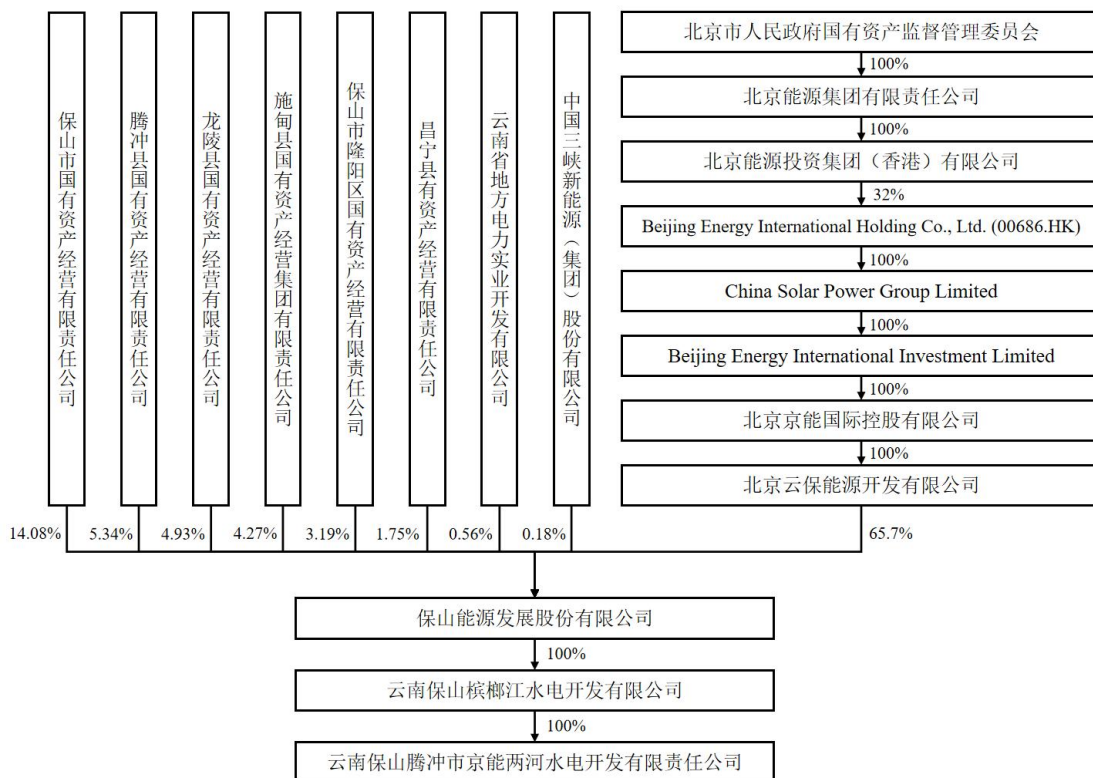 保山市国有资产经营有限责任公司
腾冲县国有资产经营有限责任公司
龙陵县国有资产经营有限责任公司
施甸县国有资产经营集团有限责任公司
保山市隆阳区国有资产经营有限责任公司
昌宁县有资产经营有限责任公司
云南省地方电力实业开发有限公司
中国三峡新能源（集团）股份有限公司
北京市人民政府国有资产监督管理委员会
100%
北京能源集团有限责任公司
100%
北京能源投资集团（香港）有限公司
32%
Beijing Energy International Holding Co., Ltd. (00686.HK)
100%
China Solar Power Group Limited
100%
Beijing Energy International Investment Limited
100%
北京京能国际控股有限公司
100%
北京云保能源开发有限公司
14.08%
5.34%
4.93%
4.27%
3.19%
1.75%
0.56%
0.18%
65.7%
保山能源发展股份有限公司
100%
云南保山槟榔江水电开发有限公司
100%
云南保山腾冲市京能两河水电开发有限责任公司